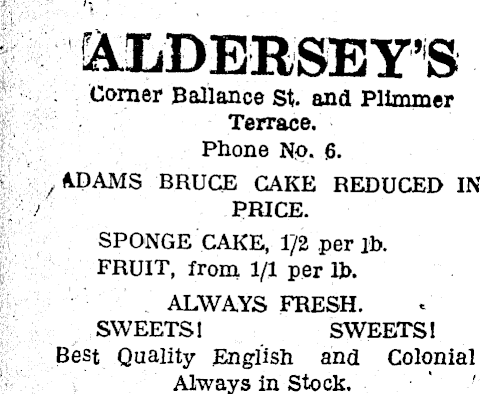 ALDERSEY'S
Corner Ballance St. and Plimmer
Terrace.
Phone No. 6.
ADAMS BRUCE CAKE REDUCED IN
PRICE.
SPONGE CAKE, 1/2 per lb.
FRUIT, from 1/1 per lb.
ALWAYS FRESH.
SWEETS! SWEETS!
Best Quality English and Colonial
Always in Stock.